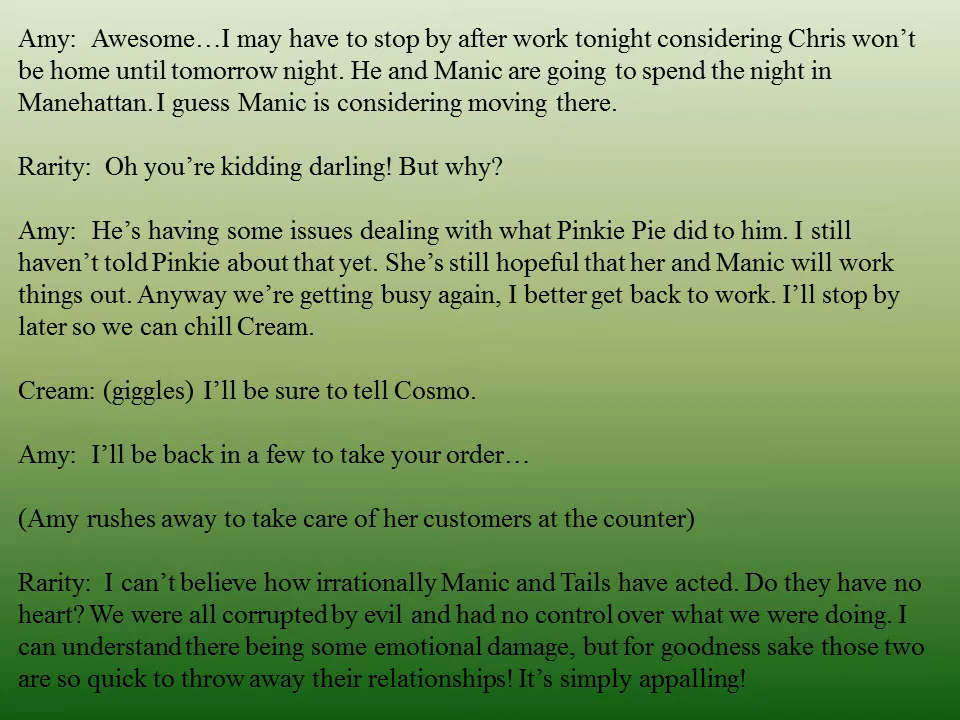 Amy:  Awesome…I may have to stop by after work tonight considering Chris won’t
be home until tomorrow night. He and Manic are going to spend the night in
Manehattan. I guess Manic is considering moving there.
Rarity:  Oh you’re kidding darling! But why?
Amy:  He’s having some issues dealing with what Pinkie Pie did to him. I still
haven’t told Pinkie about that yet. She’s still hopeful that her and Manic will work
things out. Anyway we’re getting busy again, I better get back to work. I’ll stop by
later so we can chill Cream.
Cream: (giggles) I’ll be sure to tell Cosmo.
Amy:  I’ll be back in a few to take your order…
(Amy rushes away to take care of her customers at the counter)
Rarity:  I can’t believe how irrationally Manic and Tails have acted. Do they have no
heart? We were all corrupted by evil and had no control over what we were doing. I
can understand there being some emotional damage, but for goodness sake those two
are so quick to throw away their relationships! It’s simply appalling!